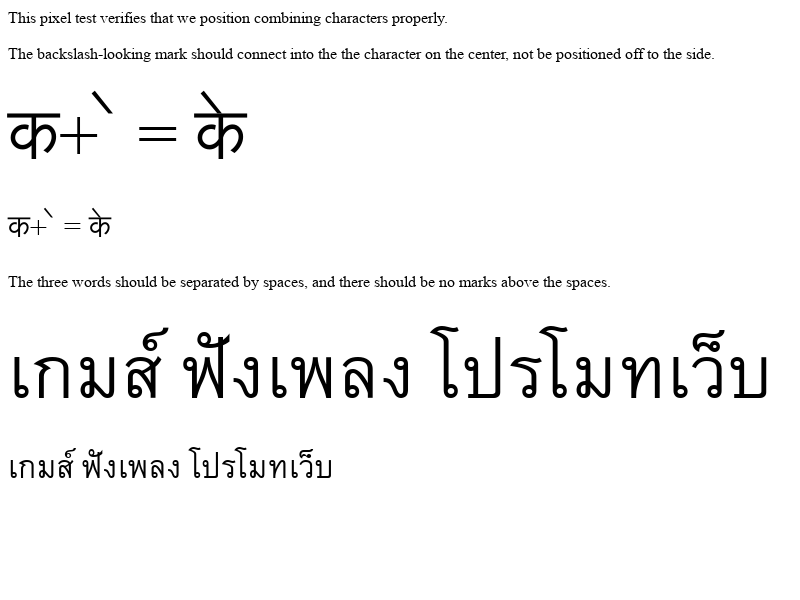 This pixel test verifies that we position combining characters properly.
The backslash-looking mark should connect into the the character on the center, not be positioned off to the side.
क+े = के
क+े = के
The three words should be separated by spaces, and there should be no marks above the spaces.
เกมส์ ฟังเพลง โปรโมทเว็บ
เกมส์ ฟังเพลง โปรโมทเว็บ